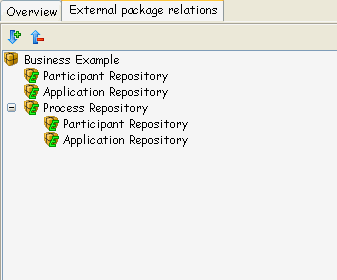 Overview
External package relations
Business Example
Participant Repository
Application Repository
Process Repository
Participant Repository
Application Repository